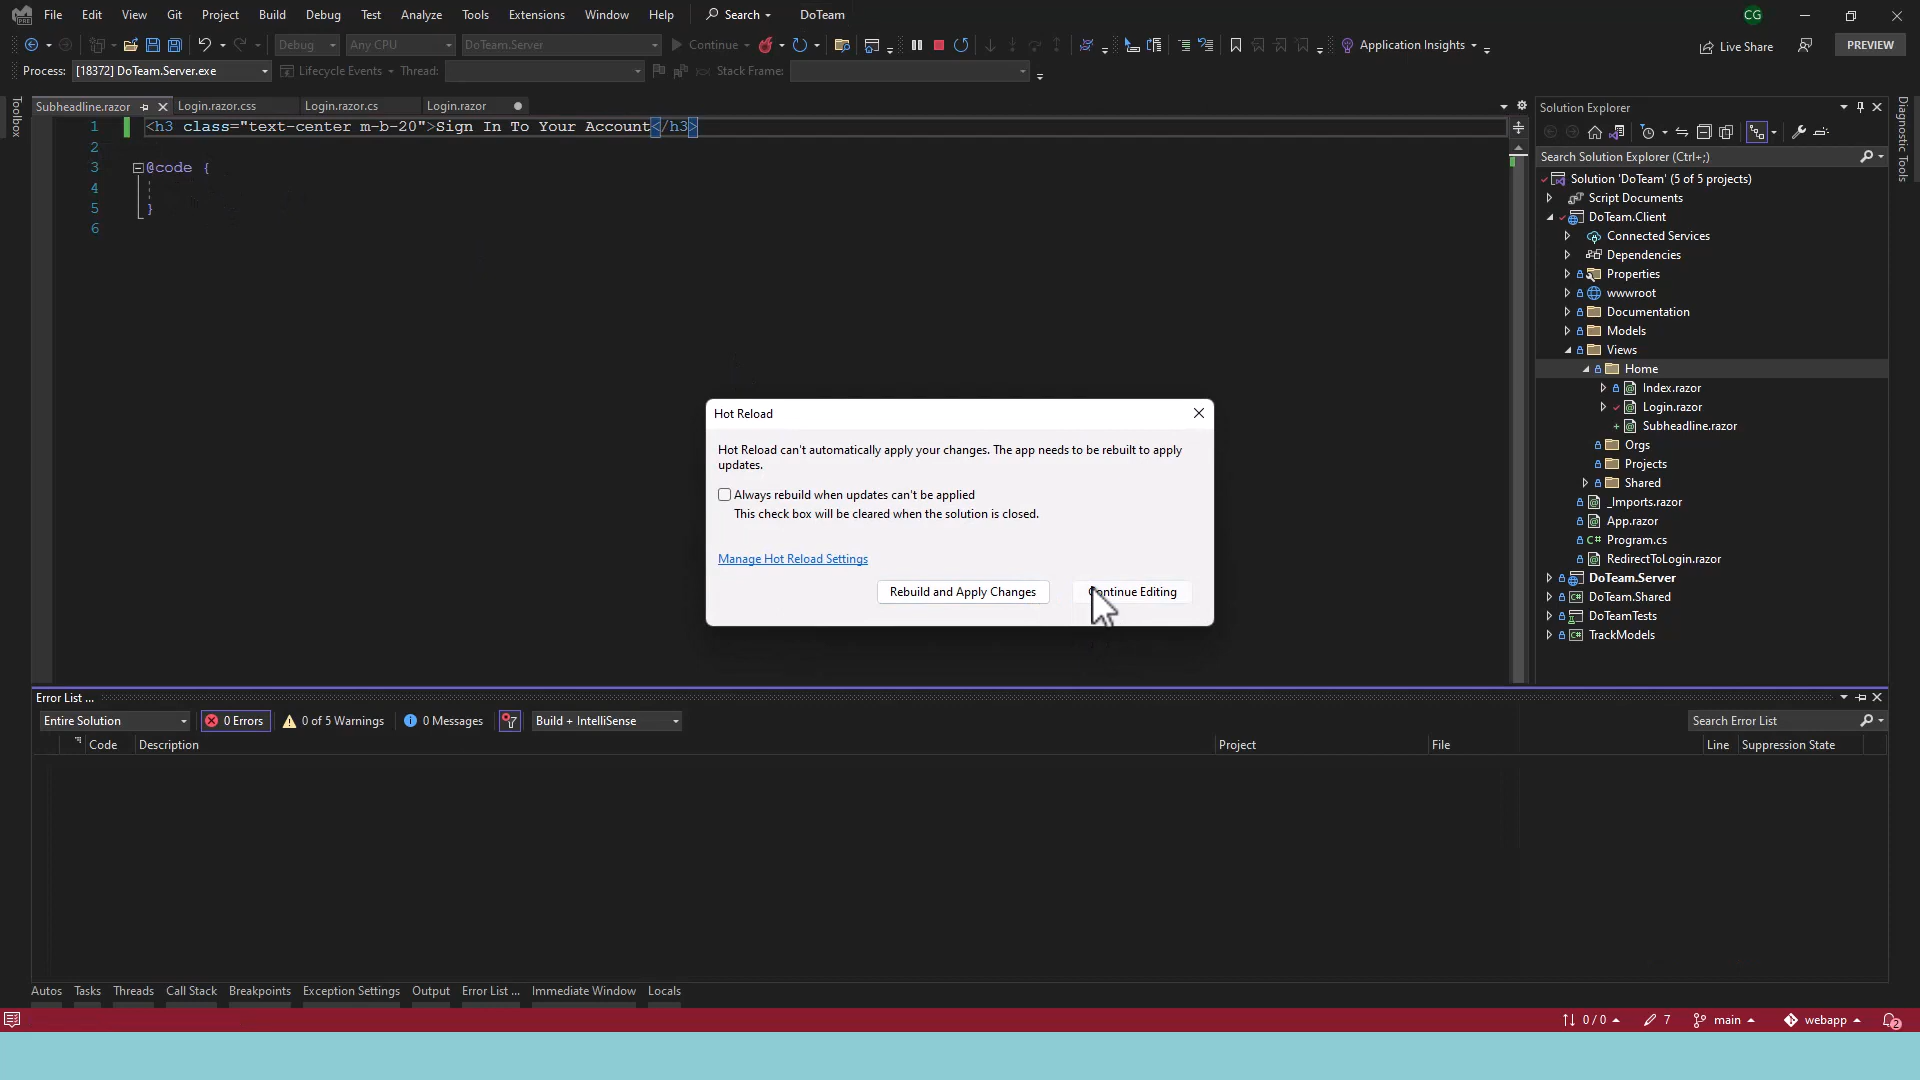 File Edit View Git Project Build Debug Test Analyze Tools Extensions Window Help Search DoTeam CG
Debug Any CPU DoTeam.Server Continue Application Insights Live Share PREVIEW
Process: [18372] DoTeam.Server.exe Lifecycle Events Thread: Stack Frame:
Toolbox
Subheadline.razor Login.razor.css Login.razor.cs Login.razor
1 <h3 class="text-center m-b-20">Sign In To Your Account</h3>
2
3 @code {
4
5 }
6
Hot Reload
Hot Reload can't automatically apply your changes. The app needs to be rebuilt to apply
updates.
Always rebuild when updates can't be applied
This check box will be cleared when the solution is closed.
Manage Hot Reload Settings
Rebuild and Apply Changes Continue Editing
Solution Explorer
Search Solution Explorer (Ctrl+;)
Solution 'DoTeam' (5 of 5 projects)
Script Documents
DoTeam.Client
Connected Services
Dependencies
Properties
wwwroot
Documentation
Models
Views
Home
Index.razor
Login.razor
Subheadline.razor
Orgs
Projects
Shared
_Imports.razor
App.razor
C# Program.cs
RedirectToLogin.razor
DoTeam.Server
C# DoTeam.Shared
DoTeamTests
C# TrackModels
Diagnostic Tools
Error List ...
Entire Solution 0 Errors 0 of 5 Warnings 0 Messages Build + IntelliSense Search Error List
Code Description Project File Line Suppression State
Autos Tasks Threads Call Stack Breakpoints Exception Settings Output Error List ... Immediate Window Locals
0 / 0 7 main webapp 2